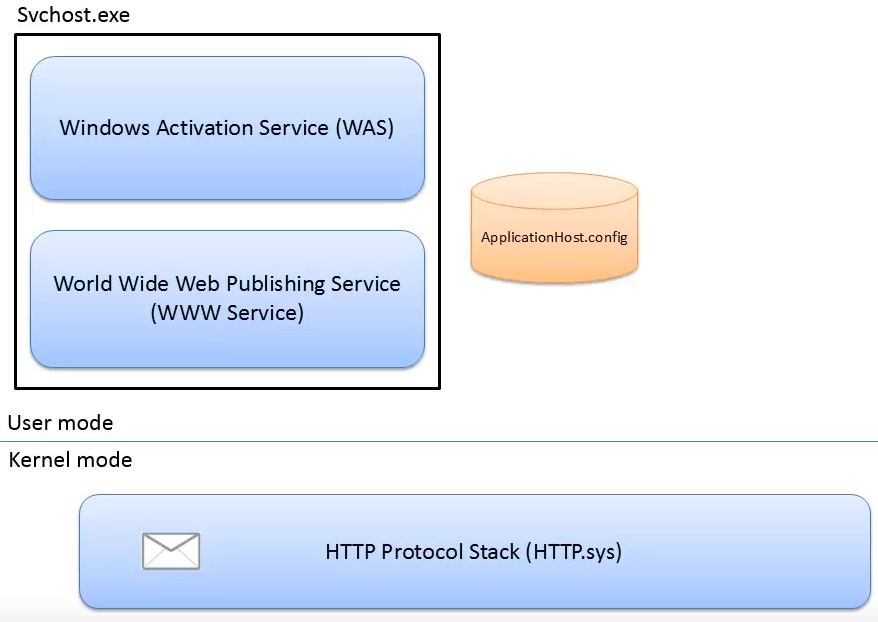 Svchost.exe
Windows Activation Service (WAS)
World Wide Web Publishing Service
(WWW Service)
ApplicationHost.config
User mode
Kernel mode
HTTP Protocol Stack (HTTP.sys)